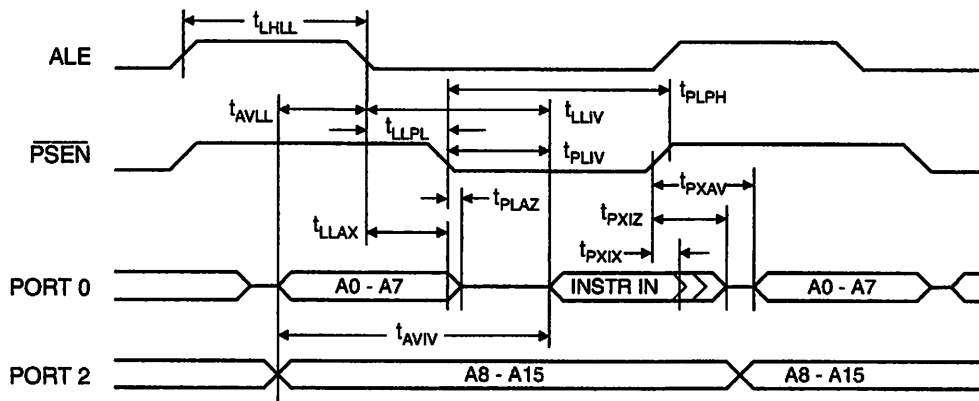 tLHLL
ALE
tPLPH
tAVLL
tLLIV
tLLPL
PSEN
tPLIV
tPXAV
tPLAZ
tLLAX
tPXIZ
tPXIX
PORT 0
A0 - A7
INSTR IN
A0 - A7
tAVIV
PORT 2
A8 - A15
A8 - A15